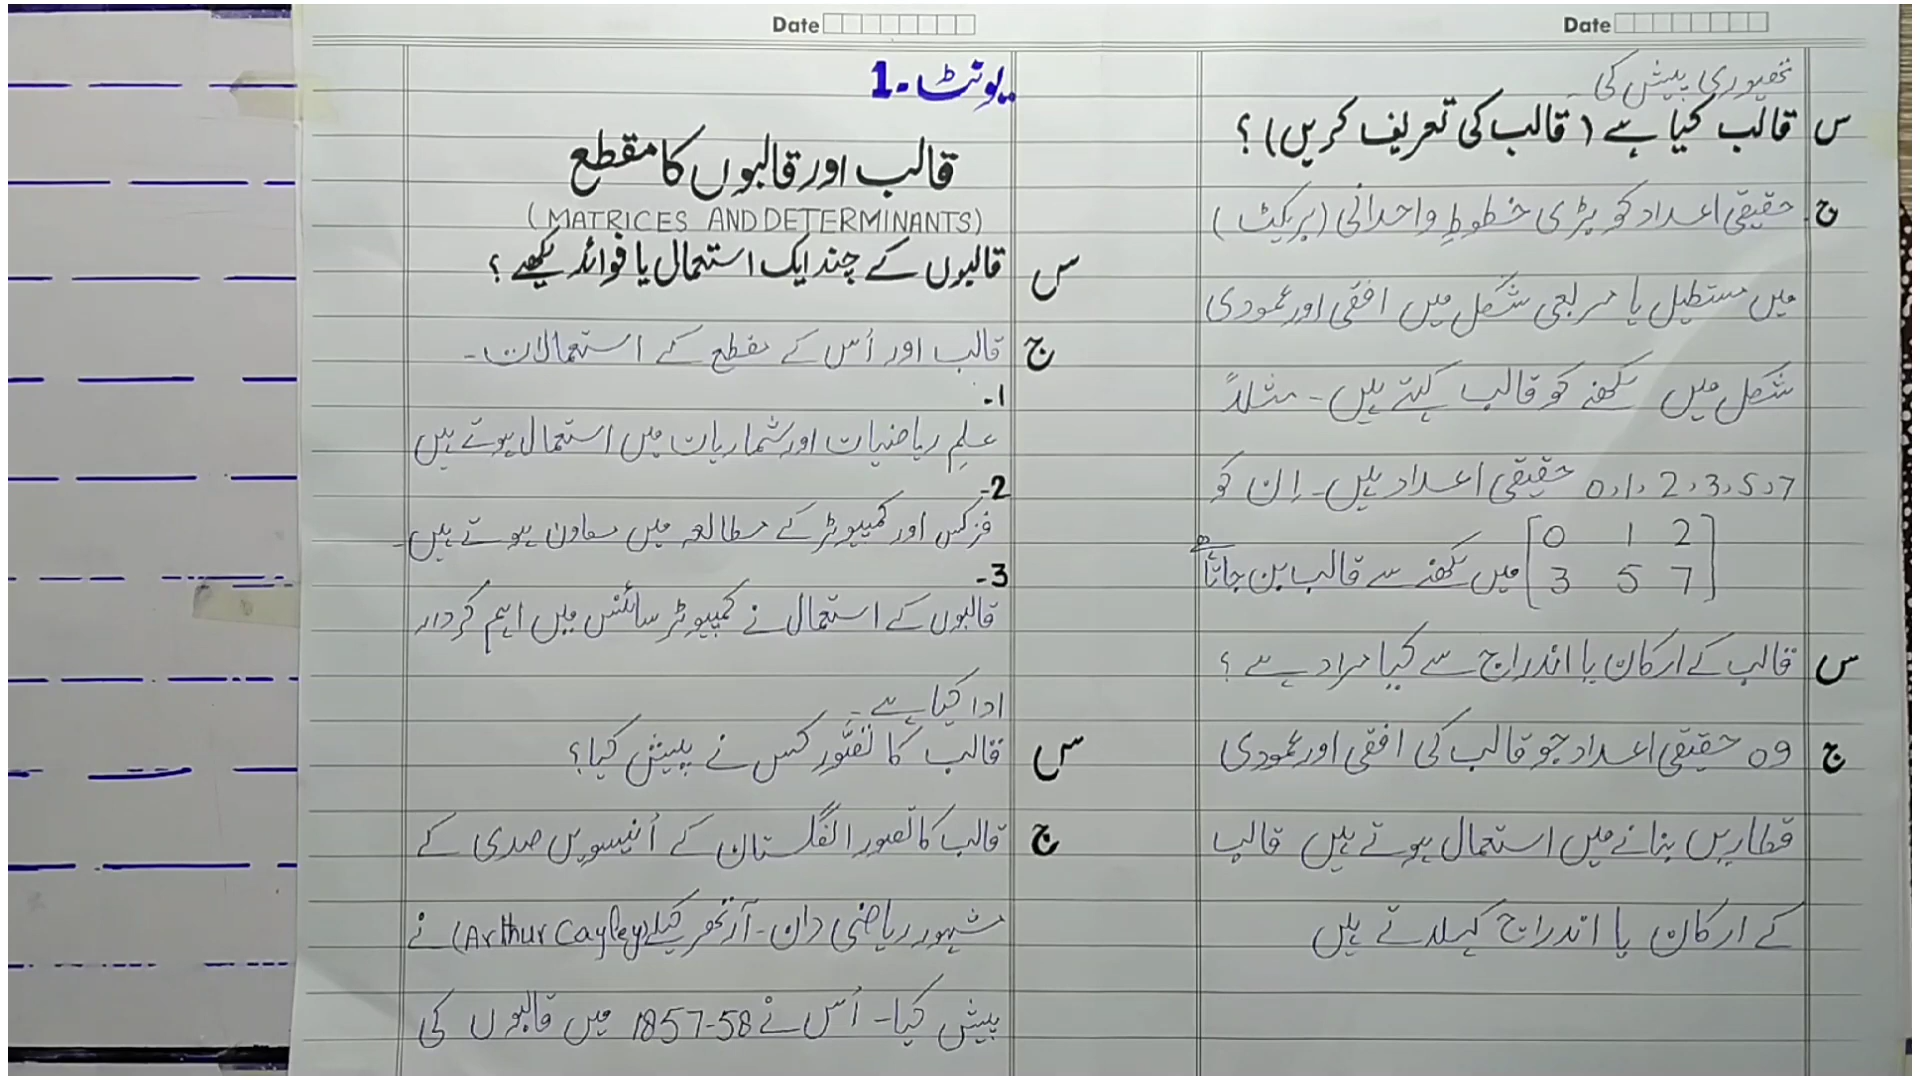 Date
یونٹ ۔1
قالب اور قالبوں کا مقطع
(MATRICES AND DETERMINANTS)
س قالبوں کے چند ایک استعمال یا فوائد لکھیے؟
ج قالب اور اُس کے مقطع کے استعمالات۔
1-
علمِ ریاضیات اور شماریات میں استعمال ہوتے ہیں
2-
فزکس اور کمپیوٹر کے مطالعہ میں معاون ہوتے ہیں۔
3-
قالبوں کے استعمال نے کمپیوٹر سائنس میں اہم کردار
ادا کیا ہے۔
س قالب کا تصّور کس نے پیش کیا؟
ج قالب کا تصور انگلستان کے اُنیسویں صدی کے
مشہور ریاضی دان۔ آرتھر کیلے (Arthur Cayley) نے
پیش کیا۔ اُس نے 1857-58 میں قالبوں کی
Date
تھیوری پیش کی۔
س قالب کیا ہے (قالب کی تعریف کریں)؟
ج حقیقی اعداد کو بڑی خطوطِ واحدانی (بریکٹ)
میں مستطیل یا مربعی شکل میں افقی اور عمودی
شکل میں لکھنے کو قالب کہتے ہیں۔ مثلاً
0،1، 2،3،5،7 حقیقی اعداد ہیں۔ اِن کو
[0 1 2
3 5 7] میں لکھنے سے قالب بن جاتا ہے
س قالب کے ارکان یا اندراج سے کیا مراد ہے؟
ج وہ حقیقی اعداد جو قالب کی افقی اور عمودی
قطاریں بنانے میں استعمال ہوتے ہیں قالب
کے ارکان یا اندراج کہلاتے ہیں